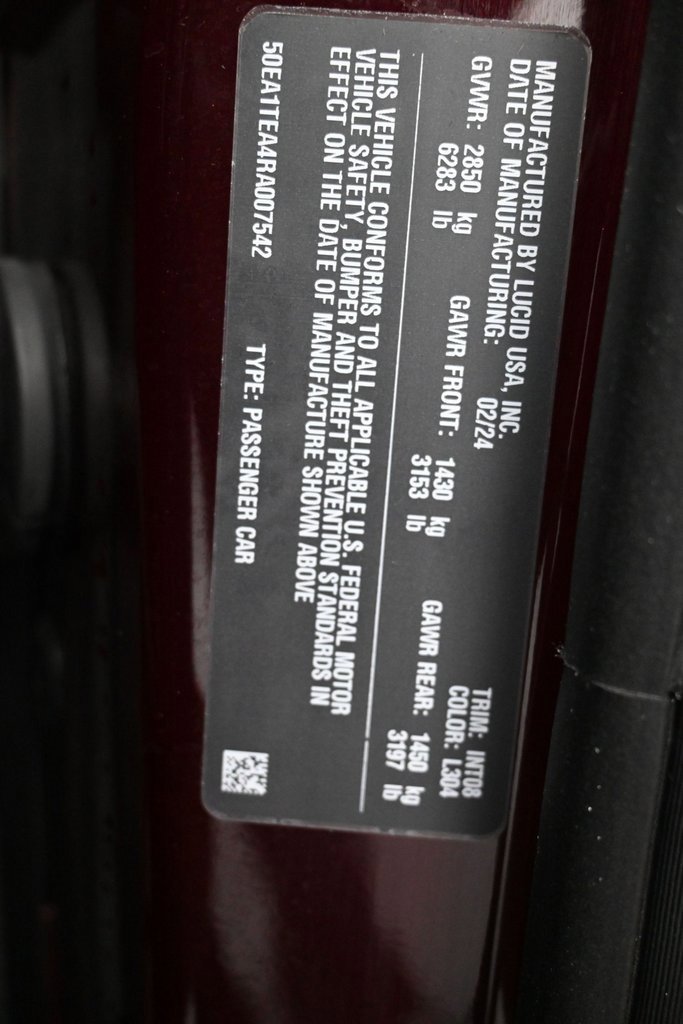 MANUFACTURED BY LUCID USA, INC.
DATE OF MANUFACTURING: 02/24
TRIM: INT08
COLOR: L304
GVWR: 2850 kg GAWR FRONT: 1430 kg GAWR REAR: 1450 kg
6283 lb 3153 lb 3197 lb
THIS VEHICLE CONFORMS TO ALL APPLICABLE U.S. FEDERAL MOTOR
VEHICLE SAFETY, BUMPER AND THEFT PREVENTION STANDARDS IN
EFFECT ON THE DATE OF MANUFACTURE SHOWN ABOVE
50EA1TEA4RA007542 TYPE: PASSENGER CAR